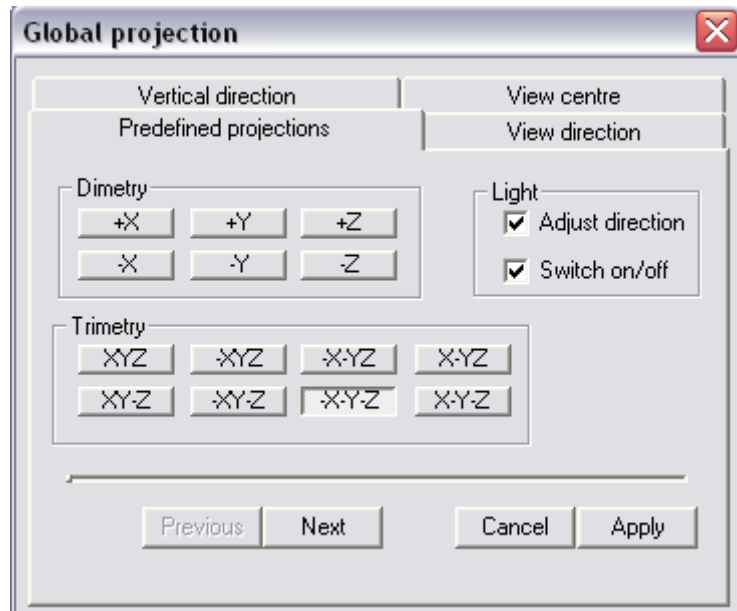 Global projection
Vertical direction View centre
Predefined projections View direction
Dimetry
+X +Y +Z
-X -Y -Z
Light
Adjust direction
Switch on/off
Trimetry
XYZ -XYZ -X-YZ X-YZ
XY-Z -XY-Z -X-Y-Z X-Y-Z
Previous Next Cancel Apply